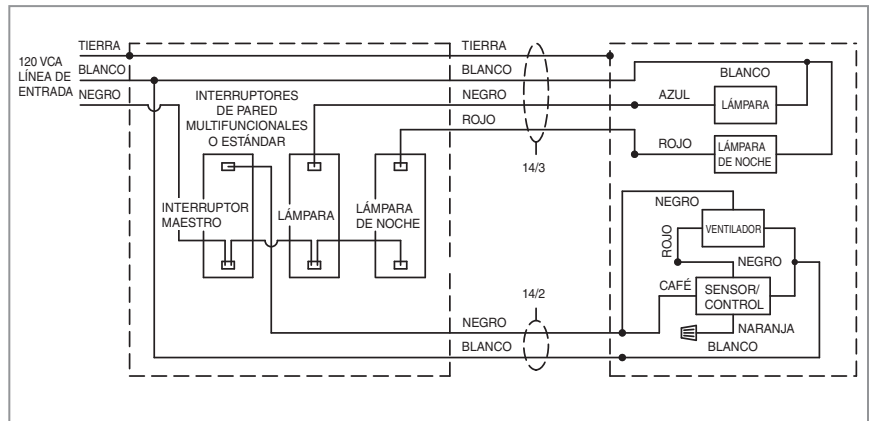 120 VCA
LÍNEA DE
ENTRADA
TIERRA
BLANCO
NEGRO
INTERRUPTORES
DE PARED
MULTIFUNCIONALES
O ESTÁNDAR
INTERRUPTOR
MAESTRO
LÁMPARA
LÁMPARA
DE NOCHE
TIERRA
BLANCO
NEGRO
ROJO
14/3
14/2
NEGRO
BLANCO
BLANCO
AZUL
LÁMPARA
ROJO
LÁMPARA
DE NOCHE
NEGRO
VENTILADOR
ROJO
NEGRO
CAFÉ
SENSOR/
CONTROL
NARANJA
BLANCO